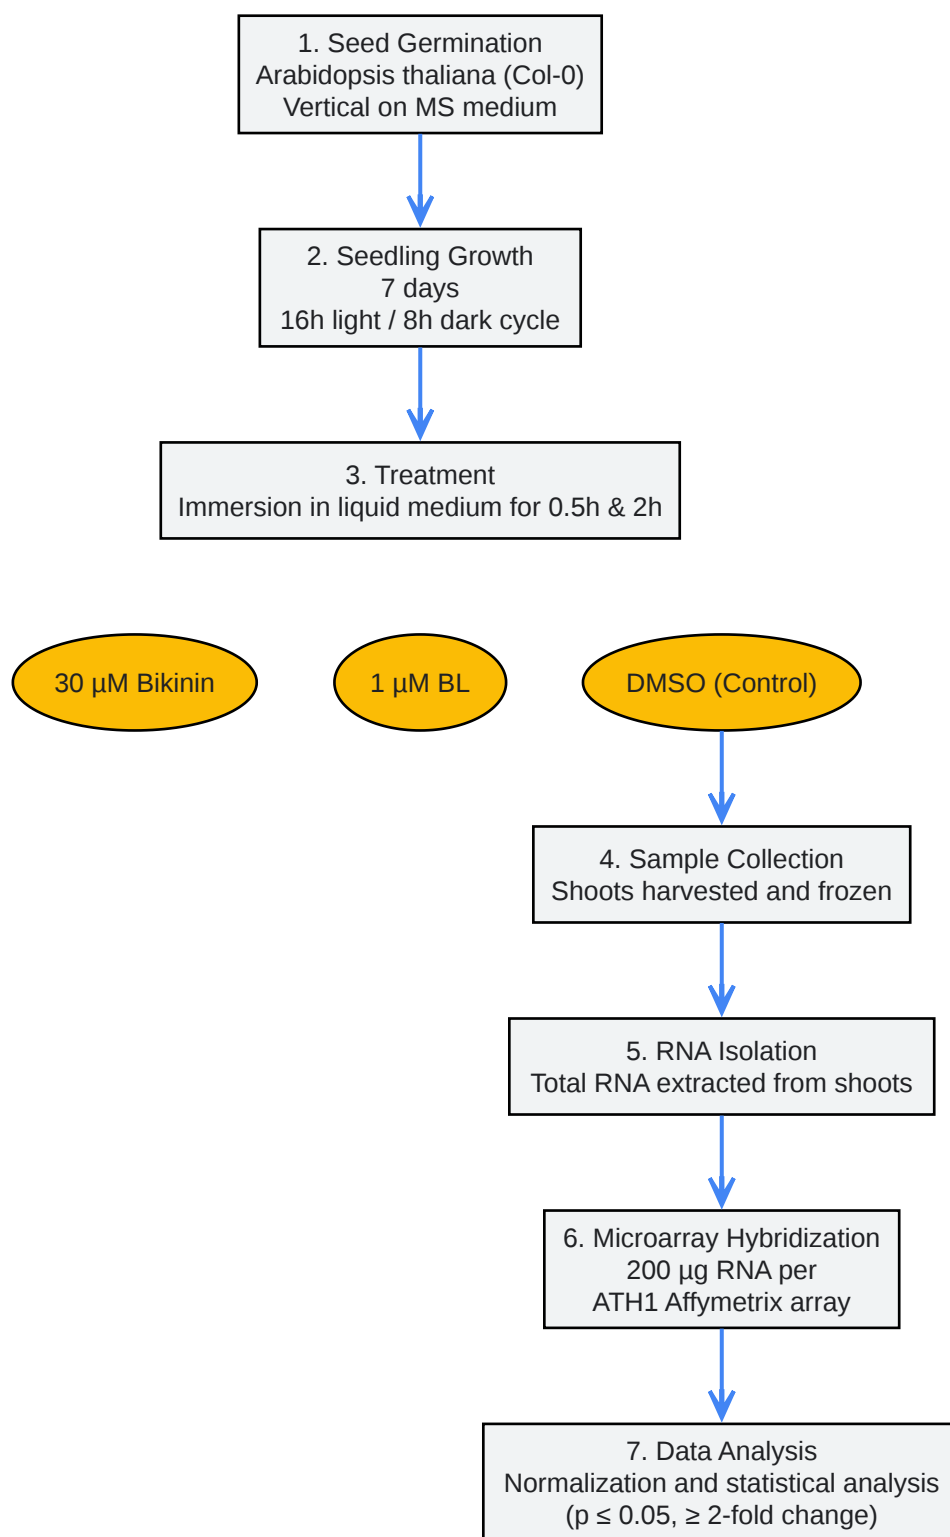 1. Seed Germination
Arabidopsis thaliana (Col-0)
Vertical on MS medium
2. Seedling Growth
7 days
16h light / 8h dark cycle
3. Treatment
Immersion in liquid medium for 0.5h & 2h
30 µM Bikinin
1 µM BL
DMSO (Control)
4. Sample Collection
Shoots harvested and frozen
5. RNA Isolation
Total RNA extracted from shoots
6. Microarray Hybridization
200 µg RNA per
ATH1 Affymetrix array
7. Data Analysis
Normalization and statistical analysis
(p ≤ 0.05, ≥ 2-fold change)